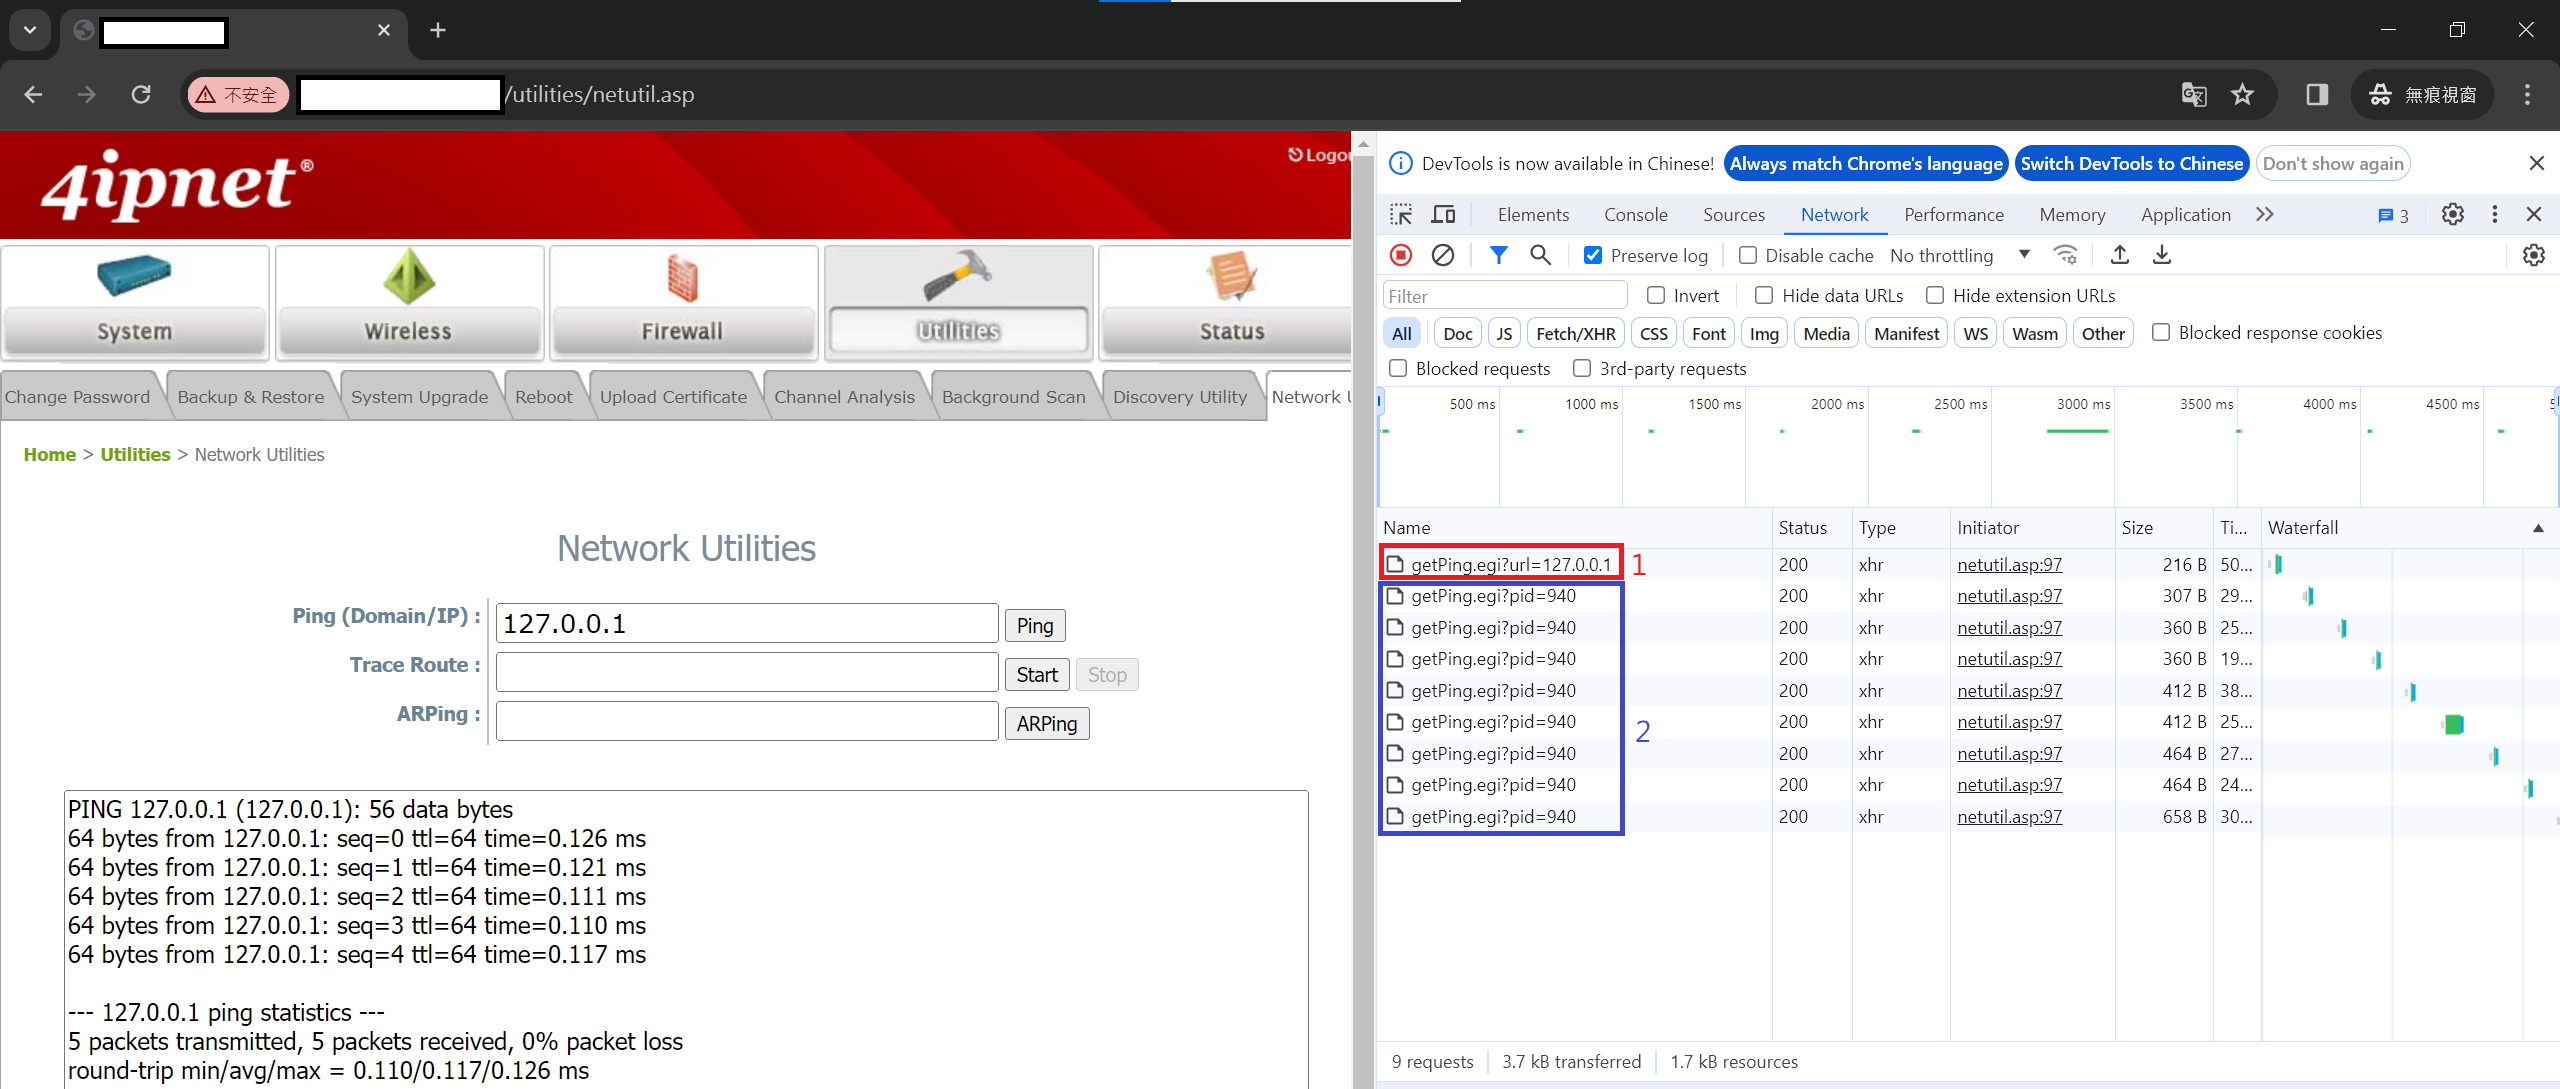 不安全
/utilities/netutil.asp
無痕視窗
4ipnet®
Logou
System
Wireless
Firewall
Utilities
Status
Change Password
Backup & Restore
System Upgrade
Reboot
Upload Certificate
Channel Analysis
Background Scan
Discovery Utility
Network U
Home > Utilities > Network Utilities
Network Utilities
Ping (Domain/IP) : 127.0.0.1 Ping
Trace Route : Start Stop
ARPing : ARPing
PING 127.0.0.1 (127.0.0.1): 56 data bytes
64 bytes from 127.0.0.1: seq=0 ttl=64 time=0.126 ms
64 bytes from 127.0.0.1: seq=1 ttl=64 time=0.121 ms
64 bytes from 127.0.0.1: seq=2 ttl=64 time=0.111 ms
64 bytes from 127.0.0.1: seq=3 ttl=64 time=0.110 ms
64 bytes from 127.0.0.1: seq=4 ttl=64 time=0.117 ms
--- 127.0.0.1 ping statistics ---
5 packets transmitted, 5 packets received, 0% packet loss
round-trip min/avg/max = 0.110/0.117/0.126 ms
DevTools is now available in Chinese! Always match Chrome's language Switch DevTools to Chinese Don't show again
Elements Console Sources Network Performance Memory Application 3
Preserve log Disable cache No throttling
Filter Invert Hide data URLs Hide extension URLs
All Doc JS Fetch/XHR CSS Font Img Media Manifest WS Wasm Other Blocked response cookies
Blocked requests 3rd-party requests
500 ms 1000 ms 1500 ms 2000 ms 2500 ms 3000 ms 3500 ms 4000 ms 4500 ms
Name Status Type Initiator Size Ti... Waterfall
getPing.egi?url=127.0.0.1 1 200 xhr netutil.asp:97 216 B 50...
getPing.egi?pid=940 200 xhr netutil.asp:97 307 B 29...
getPing.egi?pid=940 200 xhr netutil.asp:97 360 B 25...
getPing.egi?pid=940 200 xhr netutil.asp:97 360 B 19...
getPing.egi?pid=940 200 xhr netutil.asp:97 412 B 38...
getPing.egi?pid=940 2 200 xhr netutil.asp:97 412 B 25...
getPing.egi?pid=940 200 xhr netutil.asp:97 464 B 27...
getPing.egi?pid=940 200 xhr netutil.asp:97 464 B 24...
getPing.egi?pid=940 200 xhr netutil.asp:97 658 B 30...
9 requests 3.7 kB transferred 1.7 kB resources